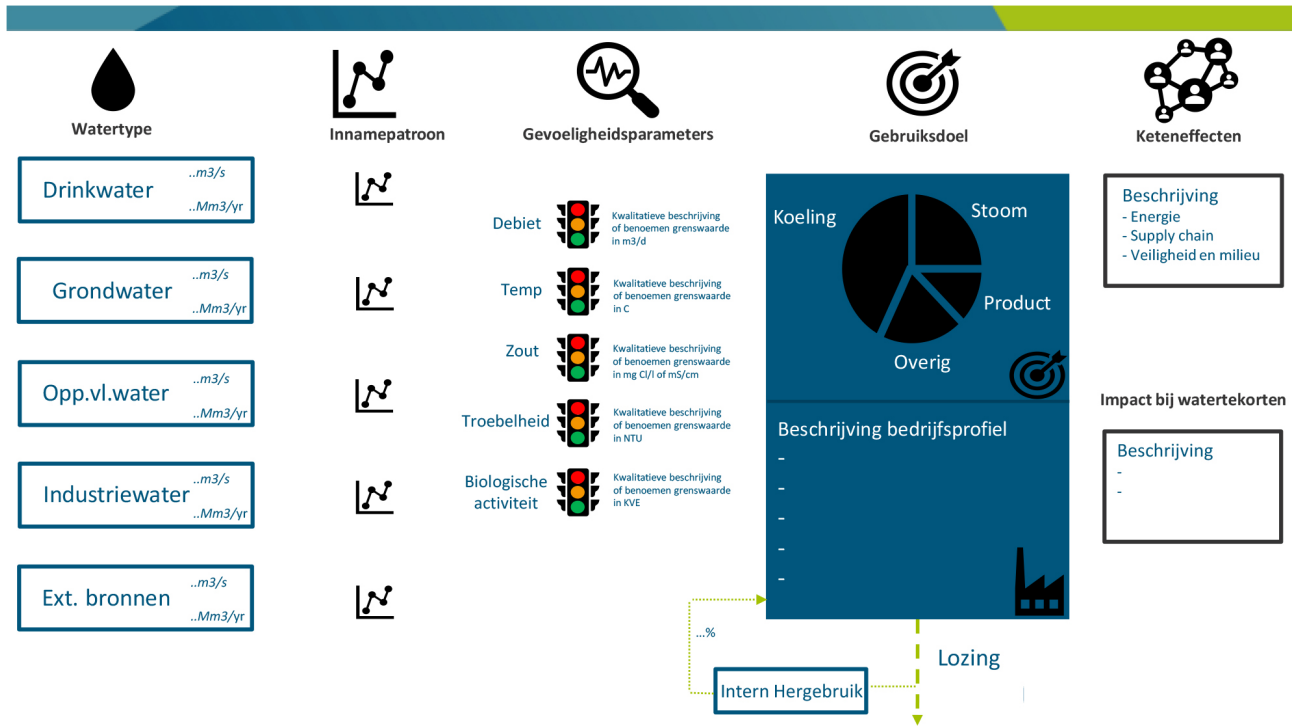 Watertype
Innamepatroon
Gevoeligheidsparameters
Gebruiksdoel
Keteneffecten
Drinkwater
..m3/s
..Mm3/yr
Grondwater
..m3/s
..Mm3/yr
Opp.vl.water
..m3/s
..Mm3/yr
Industriewater
..m3/s
..Mm3/yr
Ext. bronnen
..m3/s
..Mm3/yr
Debiet
Kwalitatieve beschrijving
of benoemen grenswaarde
in m3/d
Temp
Kwalitatieve beschrijving
of benoemen grenswaarde
in C
Zout
Kwalitatieve beschrijving
of benoemen grenswaarde
in mg Cl/l of mS/cm
Troebelheid
Kwalitatieve beschrijving
of benoemen grenswaarde
in NTU
Biologische
activiteit
Kwalitatieve beschrijving
of benoemen grenswaarde
in KVE
Koeling
Stoom
Product
Overig
Beschrijving bedrijfsprofiel
-
-
-
-
-
...%
Intern Hergebruik
Lozing
Beschrijving
- Energie
- Supply chain
- Veiligheid en milieu
Impact bij watertekorten
Beschrijving
-
-